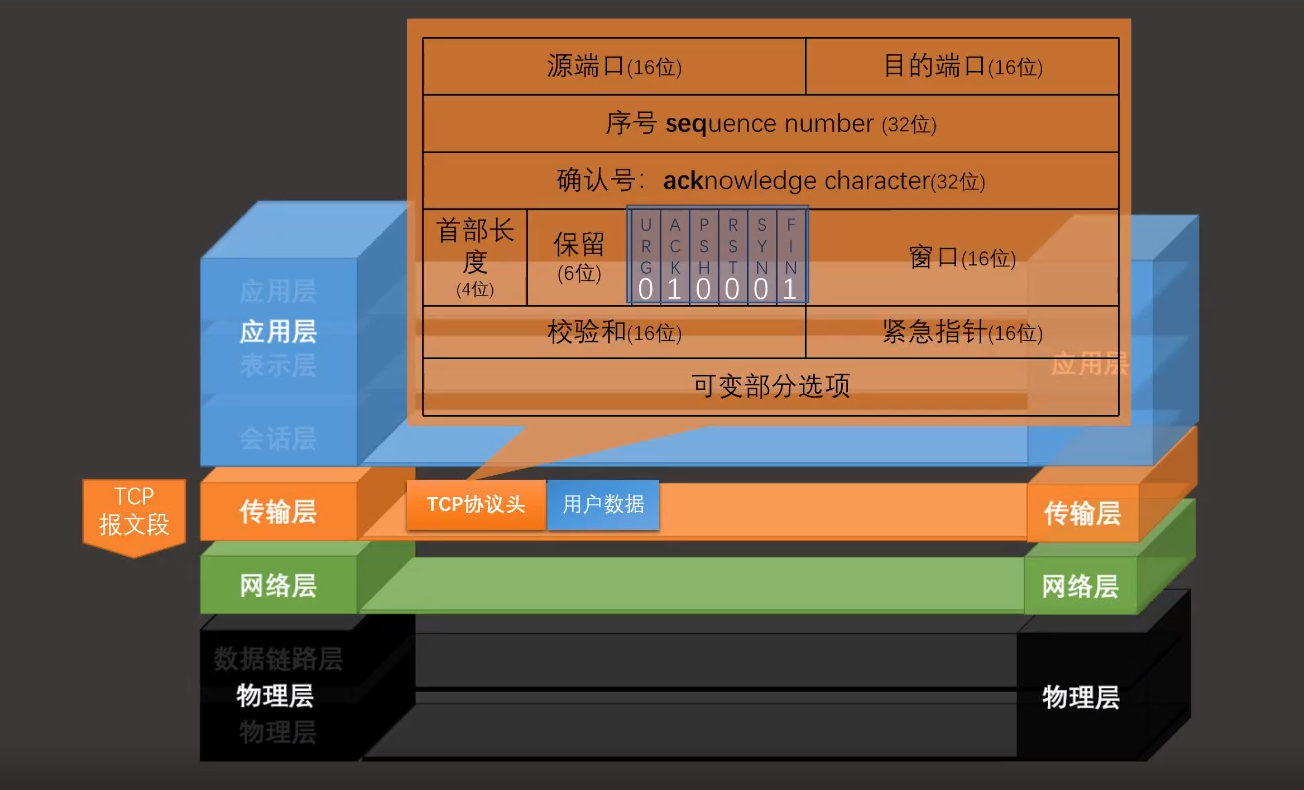 源端口(16位)
目的端口(16位)
序号 sequence number (32位)
确认号：acknowledge character(32位)
首部长
度
(4位)
保留
(6位)
URG
ACK
PSH
RST
SYN
FIN
0 1 0 0 0 1
窗口(16位)
校验和(16位)
紧急指针(16位)
可变部分选项
应用层
应用层
表示层
会话层
应用层
TCP
报文段
传输层
TCP协议头
用户数据
传输层
网络层
网络层
数据链路层
物理层
物理层
物理层